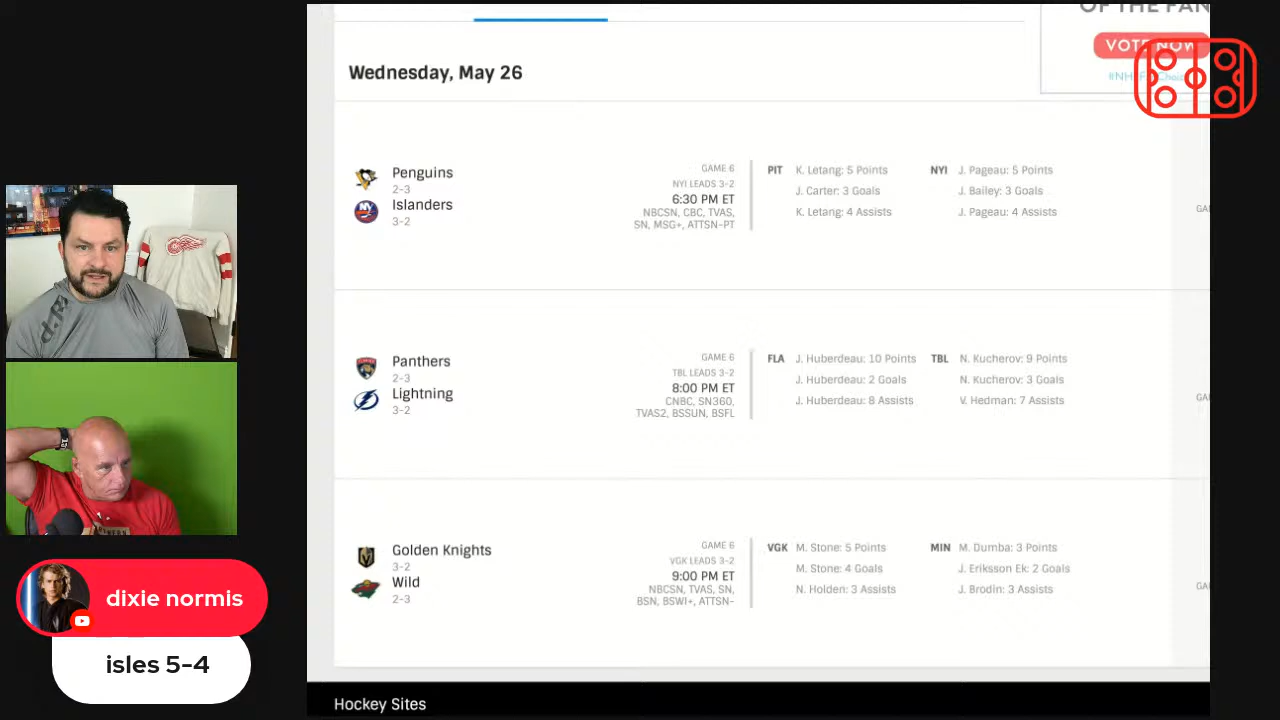 OF THE FAN
VOTE NOW
Wednesday, May 26
Penguins
2-3
Islanders
3-2
GAME 6
NYI LEADS 3-2
6:30 PM ET
NBCSN, CBC, TVAS,
SN, MSG+, ATTSN-PT
PIT K. Letang: 5 Points
J. Carter: 3 Goals
K. Letang: 4 Assists
NYI J. Pageau: 5 Points
J. Bailey: 3 Goals
J. Pageau: 4 Assists
Panthers
2-3
Lightning
3-2
GAME 6
TBL LEADS 3-2
8:00 PM ET
CNBC, SN360,
TVAS2, BSSUN, BSFL
FLA J. Huberdeau: 10 Points
J. Huberdeau: 2 Goals
J. Huberdeau: 8 Assists
TBL N. Kucherov: 9 Points
N. Kucherov: 3 Goals
V. Hedman: 7 Assists
Golden Knights
3-2
Wild
2-3
GAME 6
VGK LEADS 3-2
9:00 PM ET
NBCSN, TVAS, SN,
BSN, BSWI+, ATTSN-
VGK M. Stone: 5 Points
M. Stone: 4 Goals
N. Holden: 3 Assists
MIN M. Dumba: 3 Points
J. Eriksson Ek: 2 Goals
J. Brodin: 3 Assists
dixie normis
isles 5-4
Hockey Sites